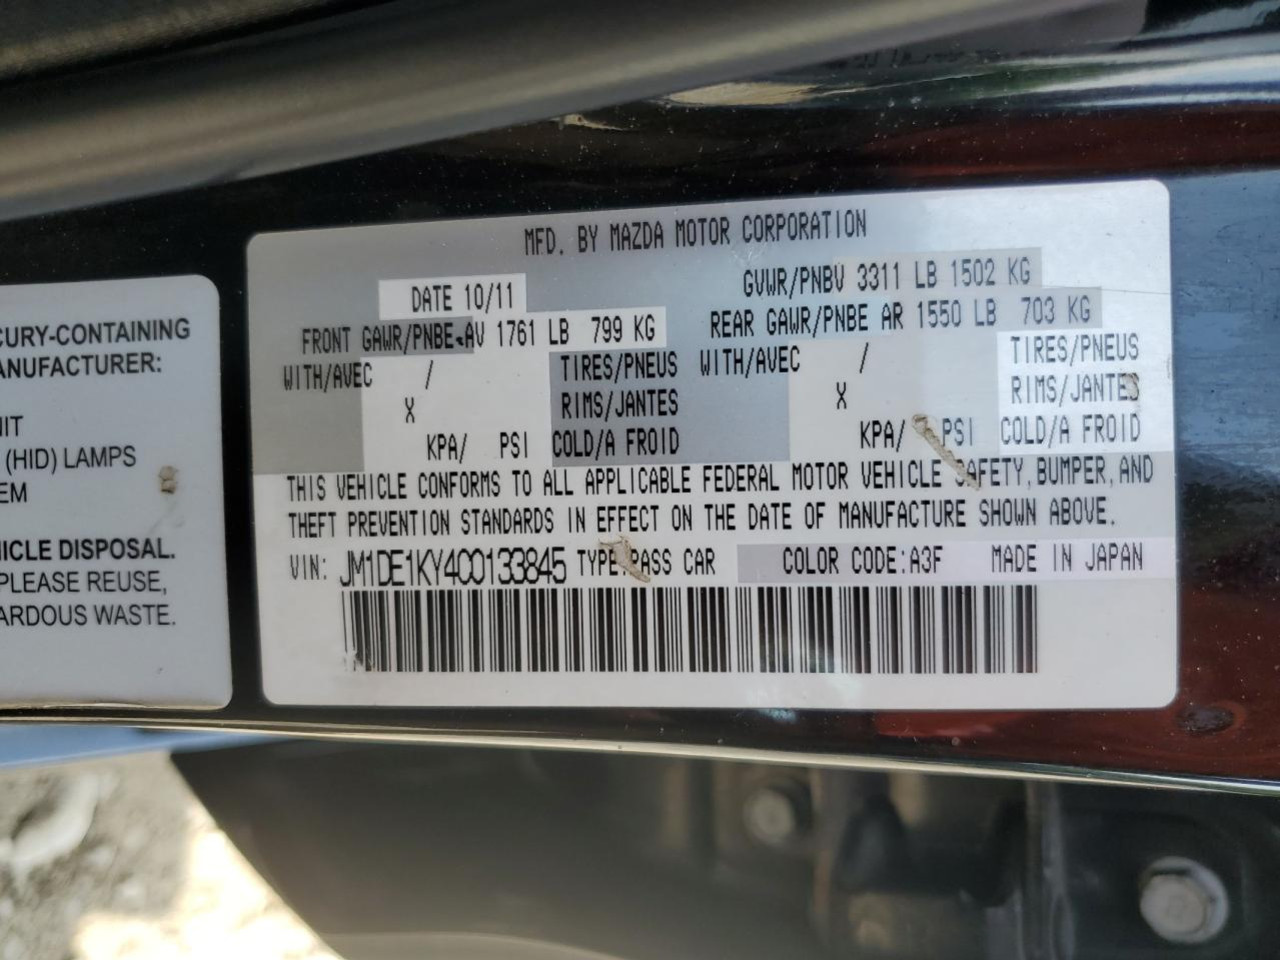 MFD. BY MAZDA MOTOR CORPORATION
DATE 10/11
GVWR/PNBV 3311 LB 1502 KG
FRONT GAWR/PNBE AV 1761 LB 799 KG
REAR GAWR/PNBE AR 1550 LB 703 KG
WITH/AVEC / TIRES/PNEUS WITH/AVEC / TIRES/PNEUS
X RIMS/JANTES X RIMS/JANTES
KPA/ PSI COLD/A FROID KPA/ PSI COLD/A FROID
THIS VEHICLE CONFORMS TO ALL APPLICABLE FEDERAL MOTOR VEHICLE SAFETY, BUMPER, AND
THEFT PREVENTION STANDARDS IN EFFECT ON THE DATE OF MANUFACTURE SHOWN ABOVE.
VIN: JM1DE1KY4C0133845 TYPE:PASS CAR COLOR CODE:A3F MADE IN JAPAN
CURY-CONTAINING
ANUFACTURER:
NIT
(HID) LAMPS
EM
HICLE DISPOSAL.
PLEASE REUSE,
ARDOUS WASTE.